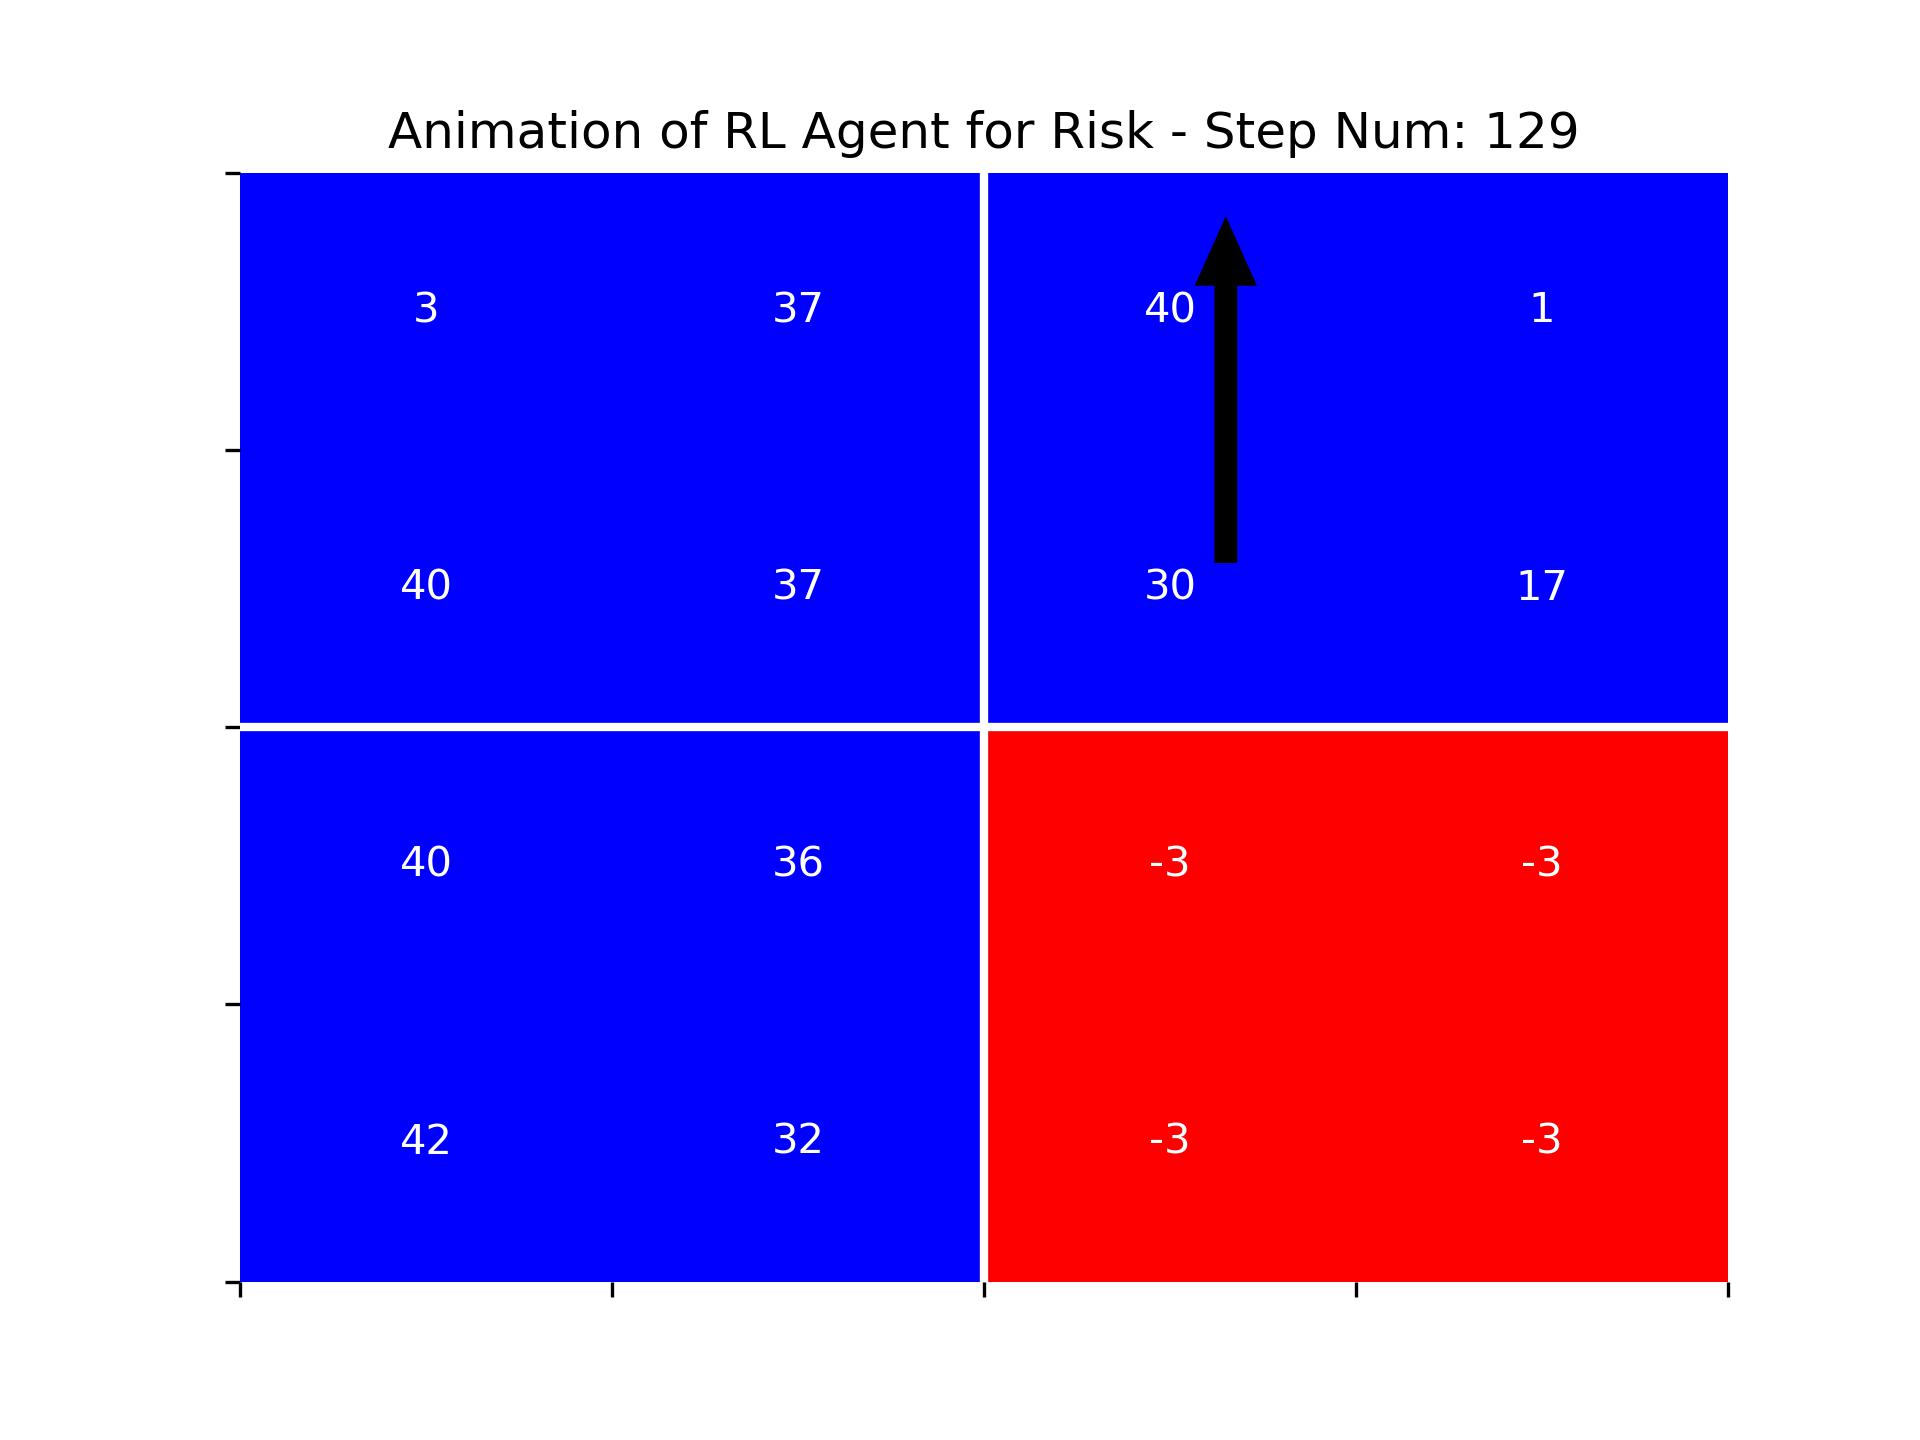 Animation of RL Agent for Risk - Step Num: 129
3 37 40 1
40 37 30 17
40 36 -3 -3
42 32 -3 -3